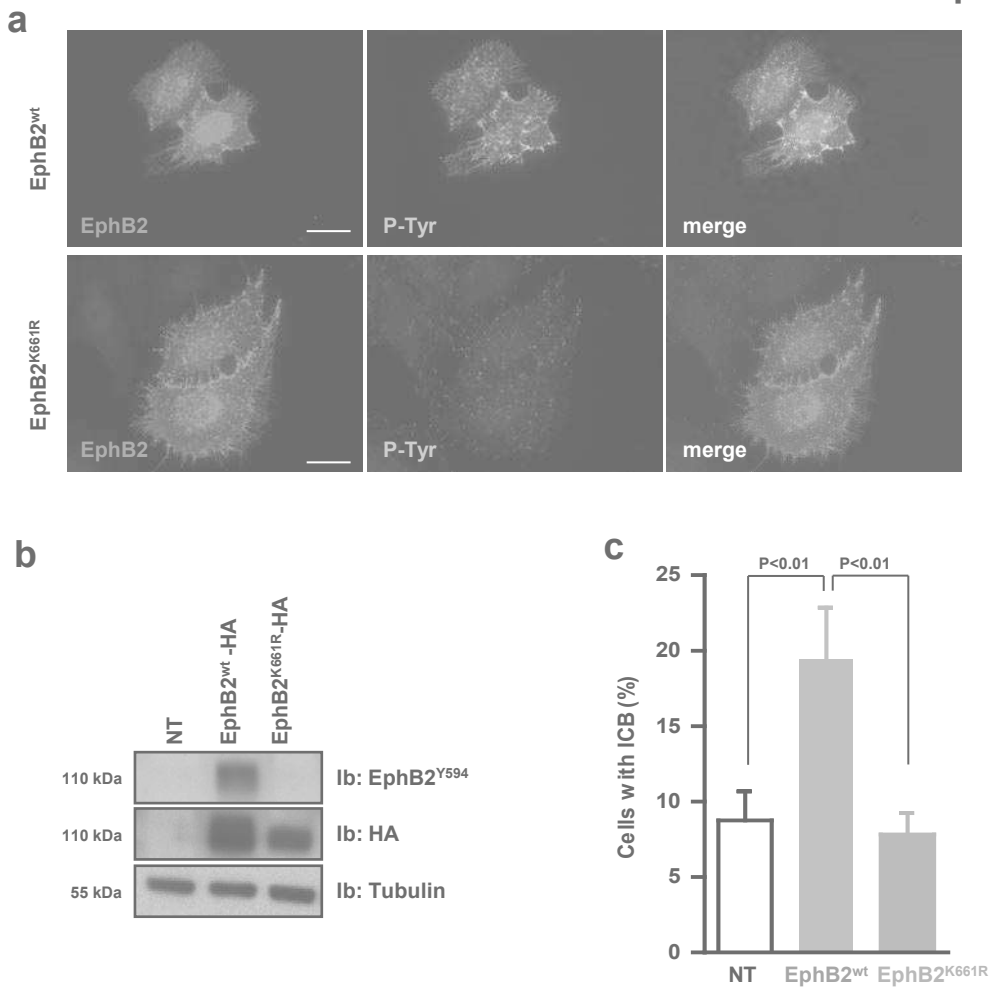 a
EphB2wt
EphB2
P-Tyr
merge
EphB2K661R
EphB2
P-Tyr
merge
b
NT
EphB2wt -HA
EphB2K661R-HA
110 kDa
Ib: EphB2Y594
110 kDa
Ib: HA
55 kDa
Ib: Tubulin
c
P<0.01
P<0.01
Cells with ICB (%)
25
20
15
10
5
0
NT
EphB2wt
EphB2K661R